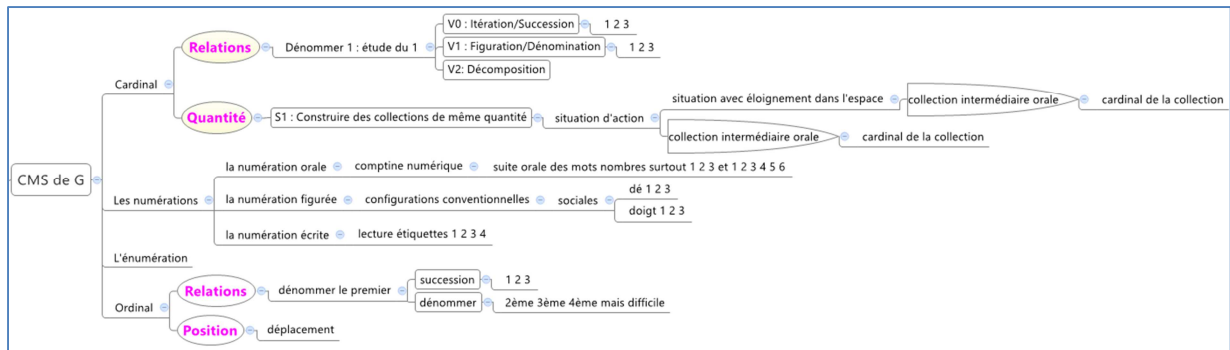 CMS de G
Cardinal
Relations
Dénommer 1 : étude du 1
V0 : Itération/Succession
1 2 3
V1 : Figuration/Dénomination
1 2 3
V2: Décomposition
Quantité
S1 : Construire des collections de même quantité
situation d'action
situation avec éloignement dans l'espace
collection intermédiaire orale
cardinal de la collection
collection intermédiaire orale
cardinal de la collection
Les numérations
la numération orale
comptine numérique
suite orale des mots nombres surtout 1 2 3 et 1 2 3 4 5 6
la numération figurée
configurations conventionnelles
sociales
dé 1 2 3
doigt 1 2 3
la numération écrite
lecture étiquettes 1 2 3 4
L'énumération
Ordinal
Relations
dénommer le premier
succession
1 2 3
dénommer
2ème 3ème 4ème mais difficile
Position
déplacement